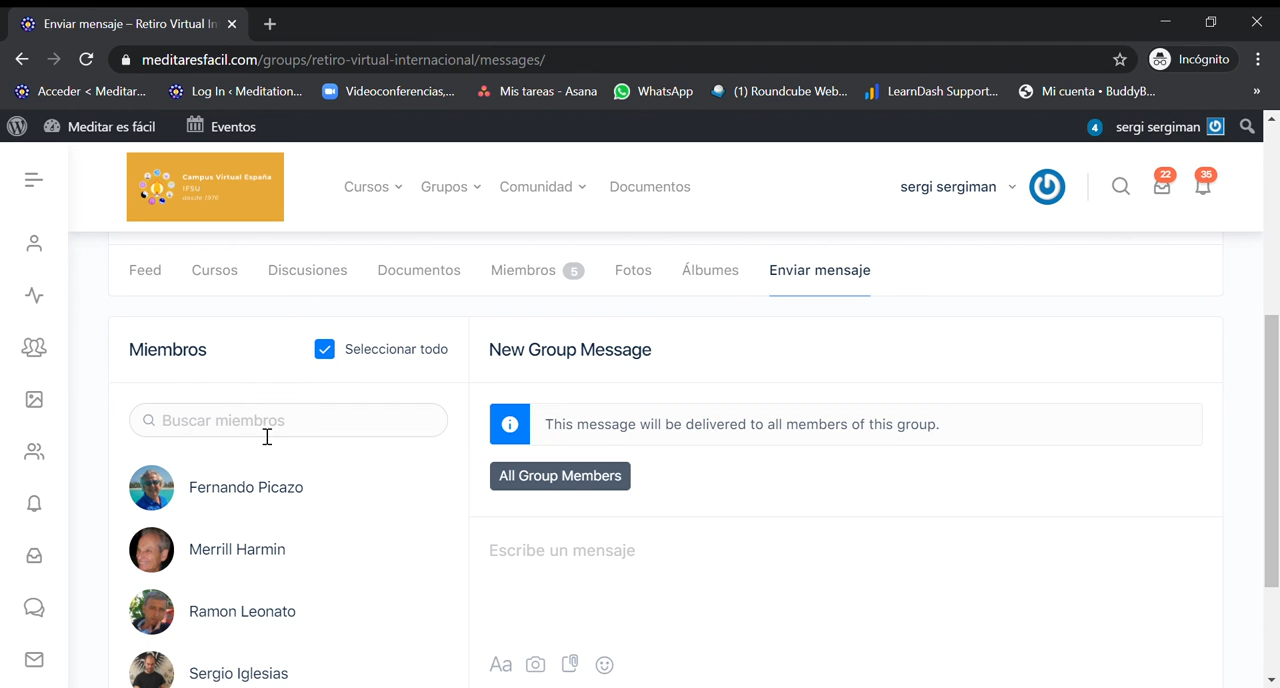 Enviar mensaje – Retiro Virtual In
meditaresfacil.com/groups/retiro-virtual-internacional/messages/
Incógnito
Acceder < Meditar...
Log In ‹ Meditation...
Videoconferencias,...
Mis tareas - Asana
WhatsApp
(1) Roundcube Web...
LearnDash Support...
Mi cuenta • BuddyB...
»
Meditar es fácil
Eventos
4
sergi sergiman
Campus Virtual España
IFSU
desde 1976
Cursos
Grupos
Comunidad
Documentos
sergi sergiman
22
35
Feed
Cursos
Discusiones
Documentos
Miembros 5
Fotos
Álbumes
Enviar mensaje
Miembros
Seleccionar todo
New Group Message
Buscar miembros
This message will be delivered to all members of this group.
All Group Members
Fernando Picazo
Merrill Harmin
Ramon Leonato
Sergio Iglesias
Escribe un mensaje
Aa